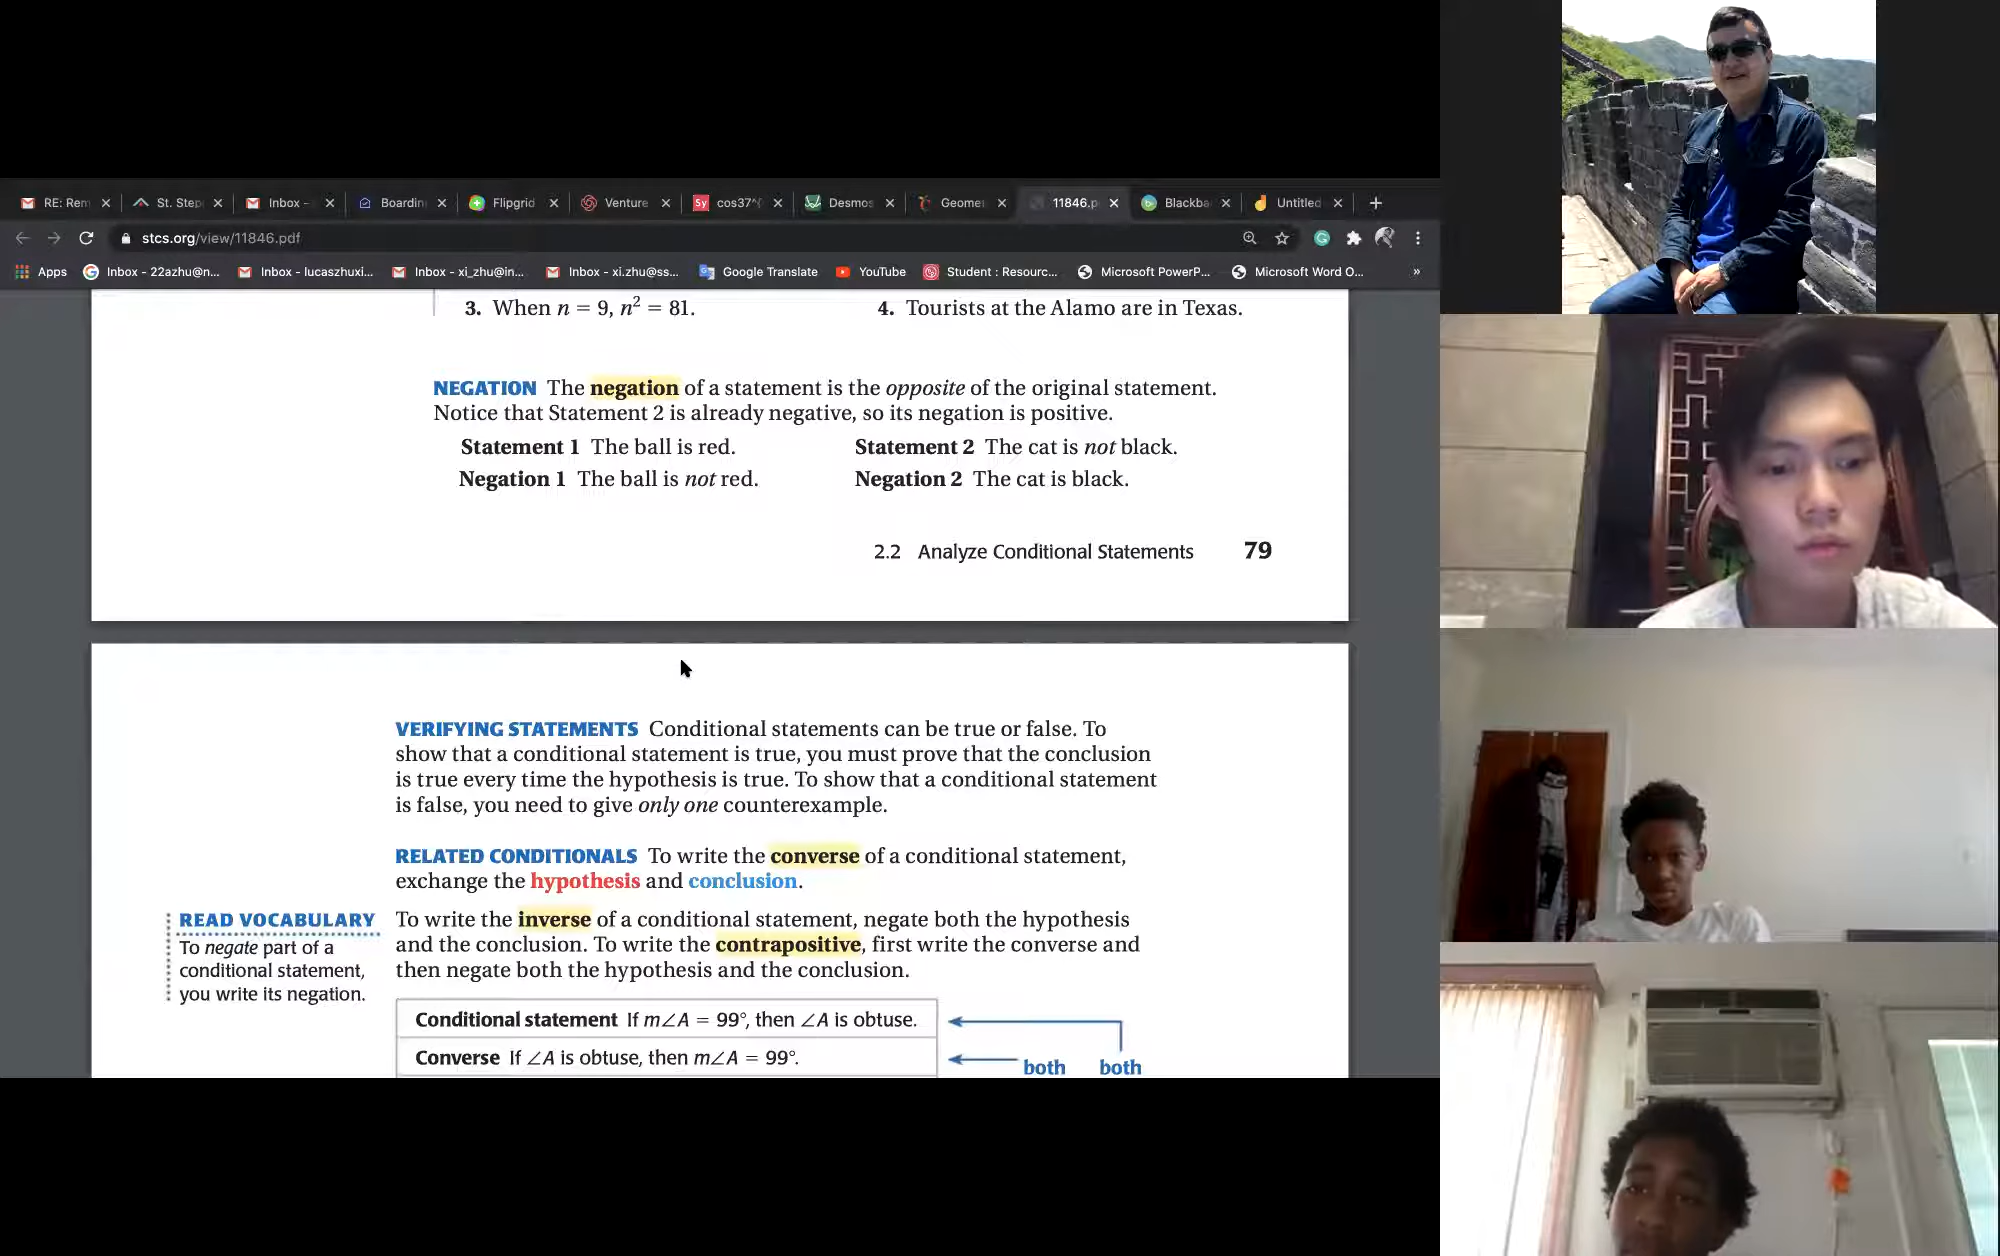 RE: Rem
St. Step
Inbox -
Boardin
Flipgrid
Venture
Sy cos37^(
Desmos
Geome
11846.p
Blackba
Untitled
stcs.org/view/11846.pdf
Apps
Inbox - 22azhu@n...
Inbox - lucaszhuxi...
Inbox - xi_zhu@in...
Inbox - xi.zhu@ss...
Google Translate
YouTube
Student : Resourc...
Microsoft PowerP...
Microsoft Word O...
»
3. When n = 9, n² = 81.
4. Tourists at the Alamo are in Texas.
NEGATION The negation of a statement is the opposite of the original statement.
Notice that Statement 2 is already negative, so its negation is positive.
Statement 1 The ball is red.
Statement 2 The cat is not black.
Negation 1 The ball is not red.
Negation 2 The cat is black.
2.2 Analyze Conditional Statements 79
VERIFYING STATEMENTS Conditional statements can be true or false. To
show that a conditional statement is true, you must prove that the conclusion
is true every time the hypothesis is true. To show that a conditional statement
is false, you need to give only one counterexample.
RELATED CONDITIONALS To write the converse of a conditional statement,
exchange the hypothesis and conclusion.
READ VOCABULARY
To negate part of a
conditional statement,
you write its negation.
To write the inverse of a conditional statement, negate both the hypothesis
and the conclusion. To write the contrapositive, first write the converse and
then negate both the hypothesis and the conclusion.
Conditional statement If m∠A = 99°, then ∠A is obtuse.
Converse If ∠A is obtuse, then m∠A = 99°.
both both